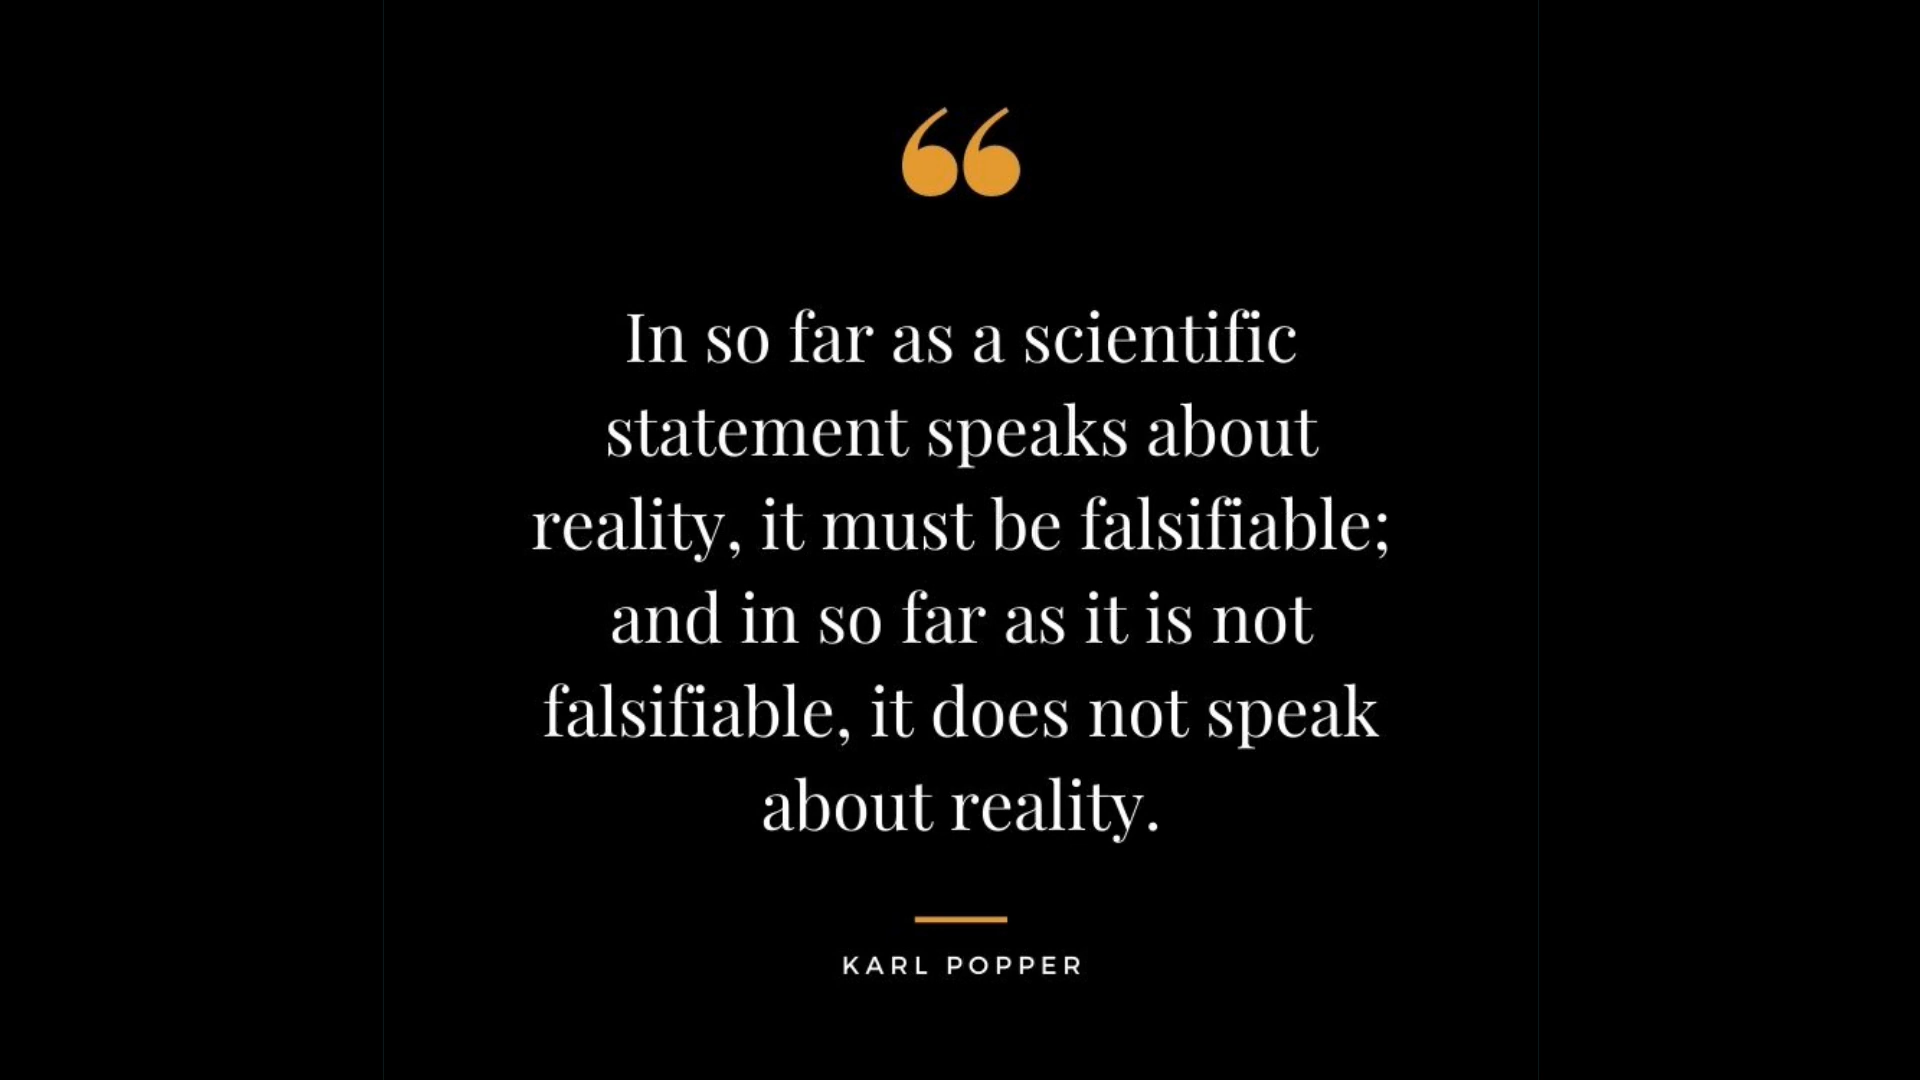 “
In so far as a scientific
statement speaks about
reality, it must be falsifiable;
and in so far as it is not
falsifiable, it does not speak
about reality.
KARL POPPER